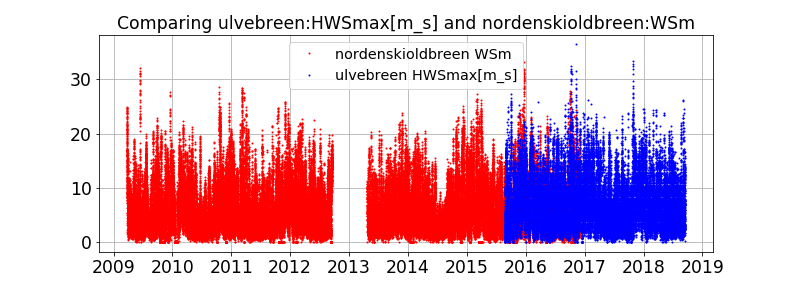 Comparing ulvebreen:HWSmax[m_s] and nordenskioldbreen:WSm
nordenskioldbreen WSm
ulvebreen HWSmax[m_s]
30
20
10
0
2009 2010 2011 2012 2013 2014 2015 2016 2017 2018 2019